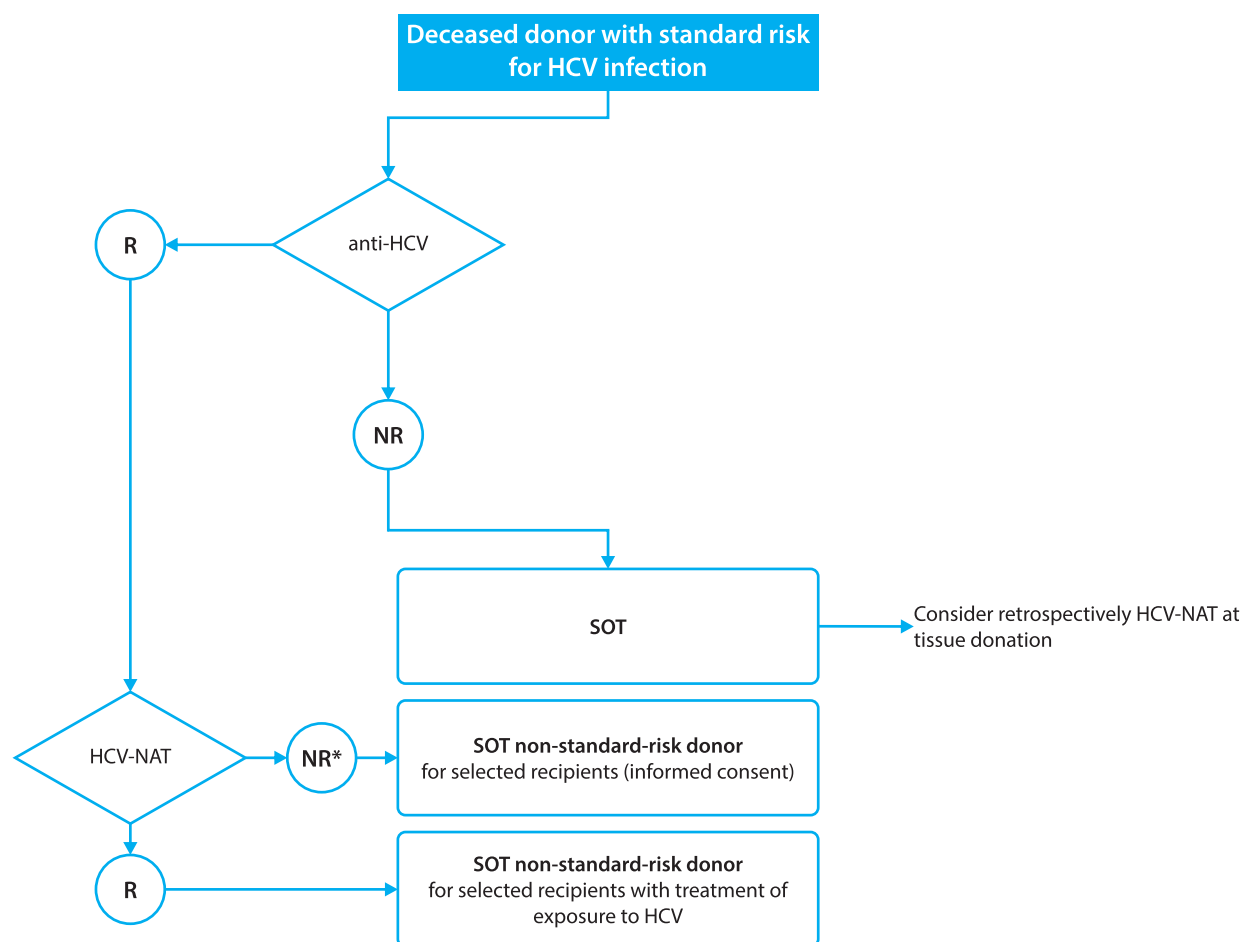 Deceased donor with standard risk
for HCV infection
anti-HCV
R
NR
SOT
Consider retrospectively HCV-NAT at
tissue donation
HCV-NAT
NR*
SOT non-standard-risk donor
for selected recipients (informed consent)
R
SOT non-standard-risk donor
for selected recipients with treatment of
exposure to HCV